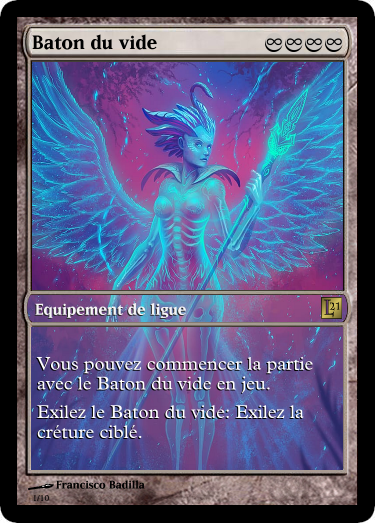 Baton du vide ∞∞∞∞
Equipement de ligue
L21
Vous pouvez commencer la partie
avec le Baton du vide en jeu.
Exilez le Baton du vide: Exilez la
créture ciblé.
Francisco Badilla
1/10